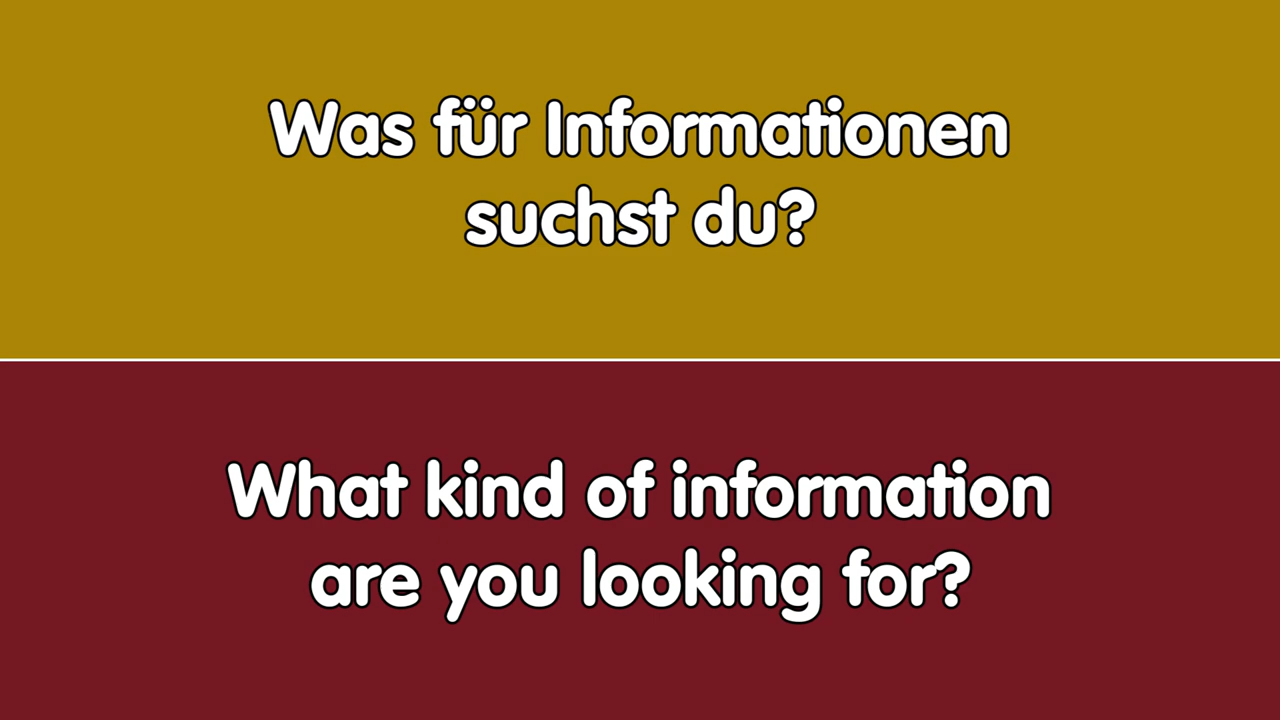 Was für Informationen
suchst du?
What kind of information
are you looking for?